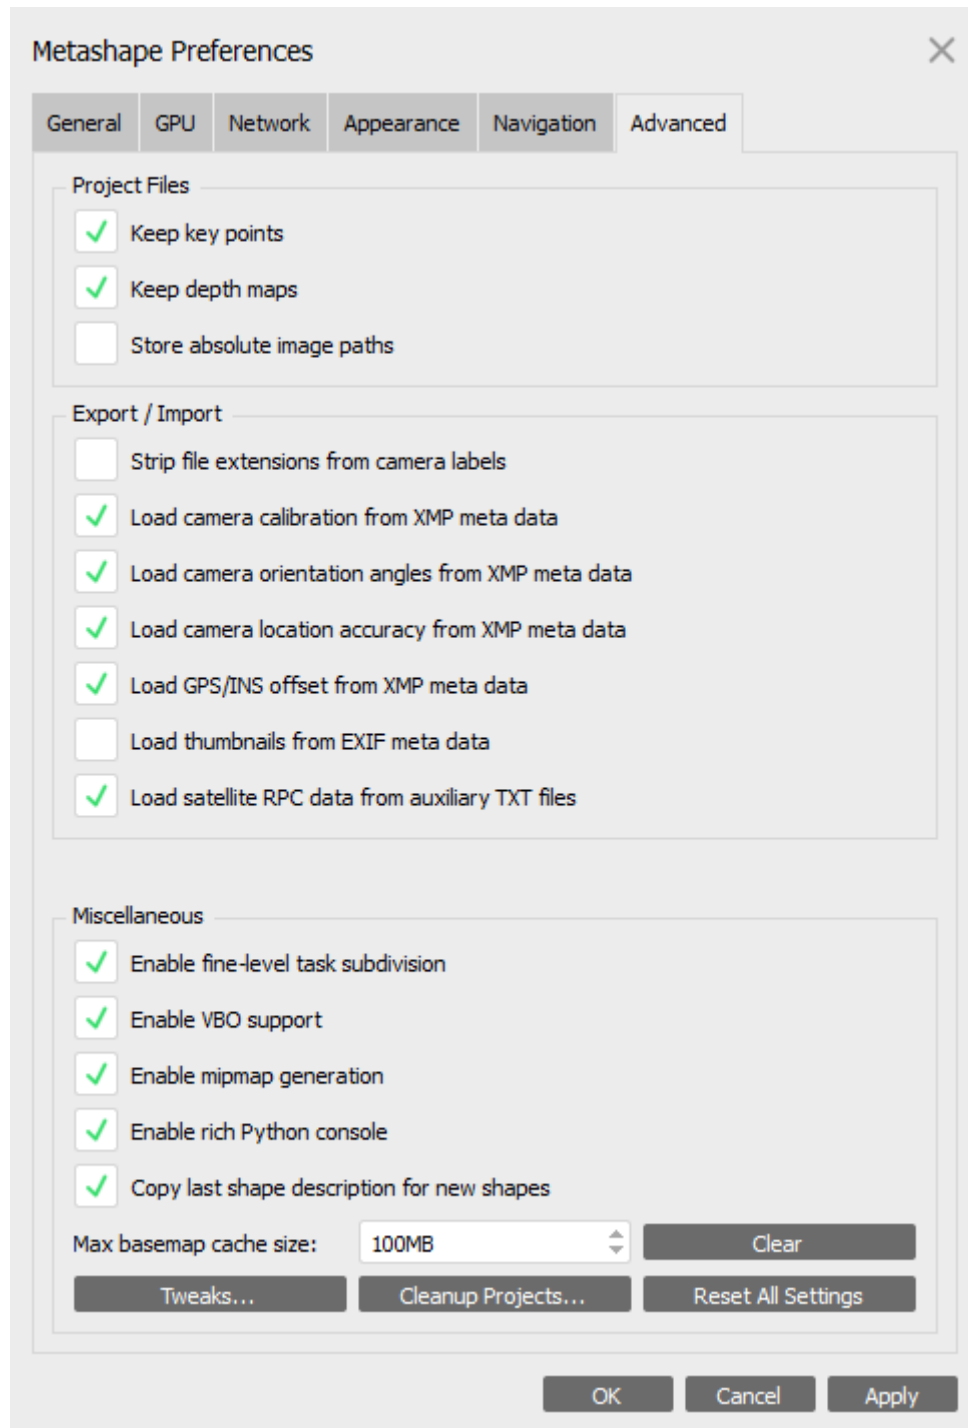 Metashape Preferences
General GPU Network Appearance Navigation Advanced
Project Files
Keep key points
Keep depth maps
Store absolute image paths
Export / Import
Strip file extensions from camera labels
Load camera calibration from XMP meta data
Load camera orientation angles from XMP meta data
Load camera location accuracy from XMP meta data
Load GPS/INS offset from XMP meta data
Load thumbnails from EXIF meta data
Load satellite RPC data from auxiliary TXT files
Miscellaneous
Enable fine-level task subdivision
Enable VBO support
Enable mipmap generation
Enable rich Python console
Copy last shape description for new shapes
Max basemap cache size: 100MB Clear
Tweaks... Cleanup Projects... Reset All Settings
OK Cancel Apply